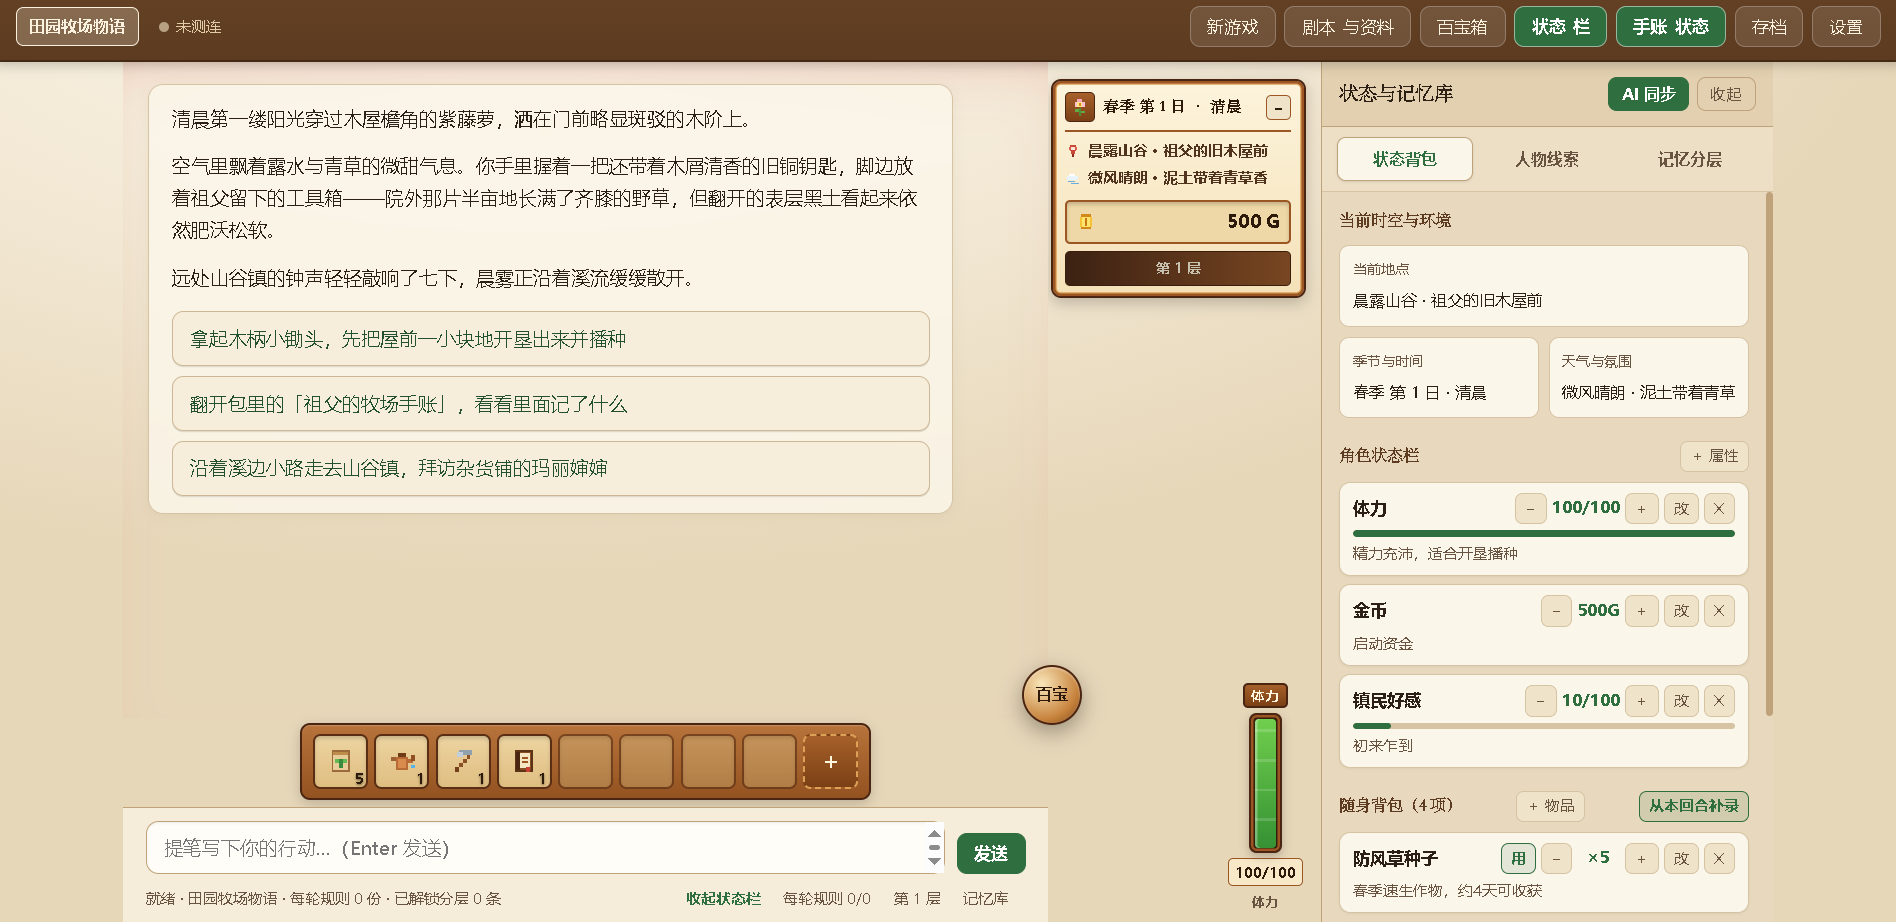 田园牧场物语
未测连
新游戏
剧本 与资料
百宝箱
状态 栏
手账 状态
存档
设置
清晨第一缕阳光穿过木屋檐角的紫藤萝，洒在门前略显斑驳的木阶上。
空气里飘着露水与青草的微甜气息。你手里握着一把还带着木屑清香的旧铜钥匙，脚边放
着祖父留下的工具箱——院外那片半亩地长满了齐膝的野草，但翻开的表层黑土看起来依
然肥沃松软。
远处山谷镇的钟声轻轻敲响了七下，晨雾正沿着溪流缓缓散开。
拿起木柄小锄头，先把屋前一小块地开垦出来并播种
翻开包里的「祖父的牧场手账」，看看里面记了什么
沿着溪边小路走去山谷镇，拜访杂货铺的玛丽婶婶
春季 第 1 日 · 清晨
−
晨露山谷·祖父的旧木屋前
微风晴朗·泥土带着青草香
500 G
第 1 层
百宝
5
1
1
1
+
体力
100/100
体力
提笔写下你的行动...（Enter 发送）
发送
就绪·田园牧场物语·每轮规则 0 份·已解锁分层 0 条
收起状态栏
每轮规则 0/0
第 1 层
记忆库
状态与记忆库
AI 同步
收起
状态背包
人物线索
记忆分层
当前时空与环境
当前地点
晨露山谷·祖父的旧木屋前
季节与时间
春季 第 1 日·清晨
天气与氛围
微风晴朗·泥土带着青草
角色状态栏
+ 属性
体力
− 100/100 + 改 ×
精力充沛，适合开垦播种
金币
− 500G + 改 ×
启动资金
镇民好感
− 10/100 + 改 ×
初来乍到
随身背包（4 项）
+ 物品
从本回合补录
防风草种子
用 − ×5 + 改 ×
春季速生作物，约4天可收获